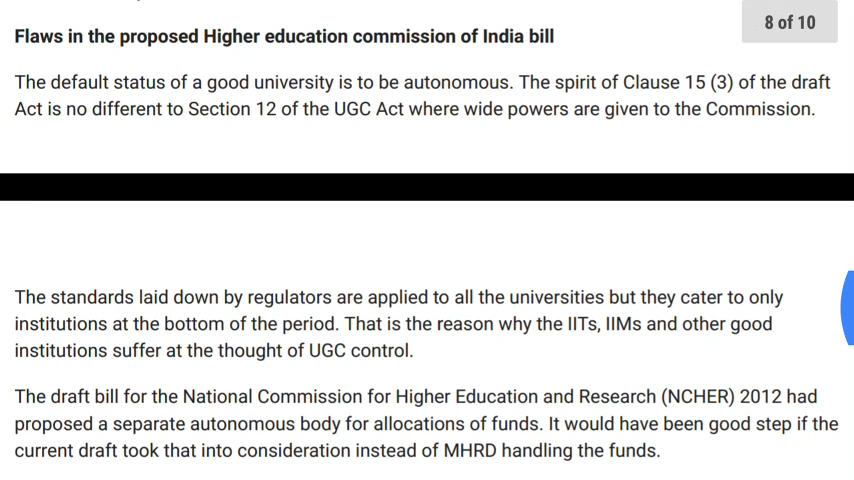 8 of 10
Flaws in the proposed Higher education commission of India bill
The default status of a good university is to be autonomous. The spirit of Clause 15 (3) of the draft
Act is no different to Section 12 of the UGC Act where wide powers are given to the Commission.
The standards laid down by regulators are applied to all the universities but they cater to only
institutions at the bottom of the period. That is the reason why the IITs, IIMs and other good
institutions suffer at the thought of UGC control.
The draft bill for the National Commission for Higher Education and Research (NCHER) 2012 had
proposed a separate autonomous body for allocations of funds. It would have been good step if the
current draft took that into consideration instead of MHRD handling the funds.